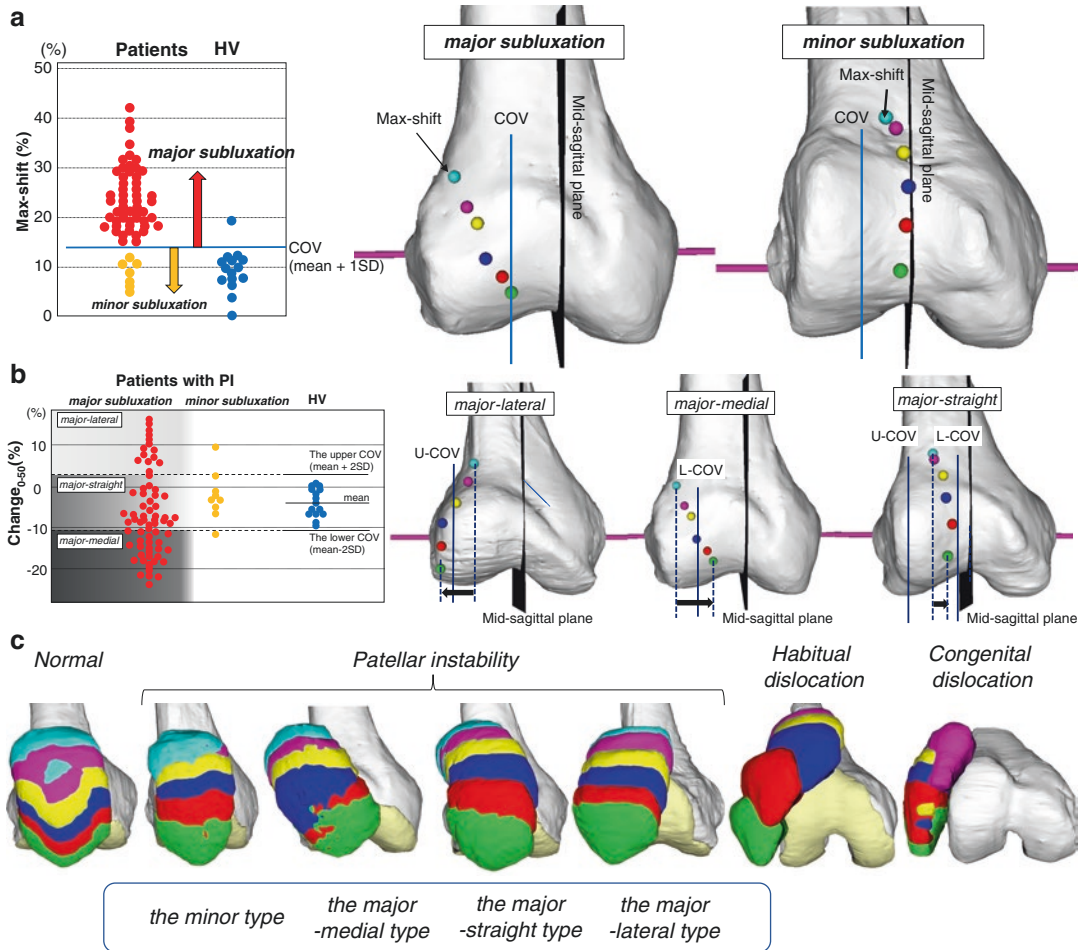 a
(%)
Patients
HV
50
40
30
20
10
0
Max-shift (%)
major subluxation
minor subluxation
COV
(mean + 1SD)
major subluxation
Max-shift
COV
Mid-sagittal plane
minor subluxation
Max-shift
COV
Mid-sagittal plane
b
Patients with PI
(%)
major subluxation
minor subluxation
HV
major-lateral
major-straight
major-medial
10
0
-10
-20
Change0-50(%)
The upper COV
(mean + 2SD)
mean
The lower COV
(mean-2SD)
major-lateral
U-COV
Mid-sagittal plane
major-medial
L-COV
Mid-sagittal plane
major-straight
U-COV
L-COV
Mid-sagittal plane
c
Normal
Patellar instability
Habitual
dislocation
Congenital
dislocation
the minor type
the major
-medial type
the major
-straight type
the major
-lateral type